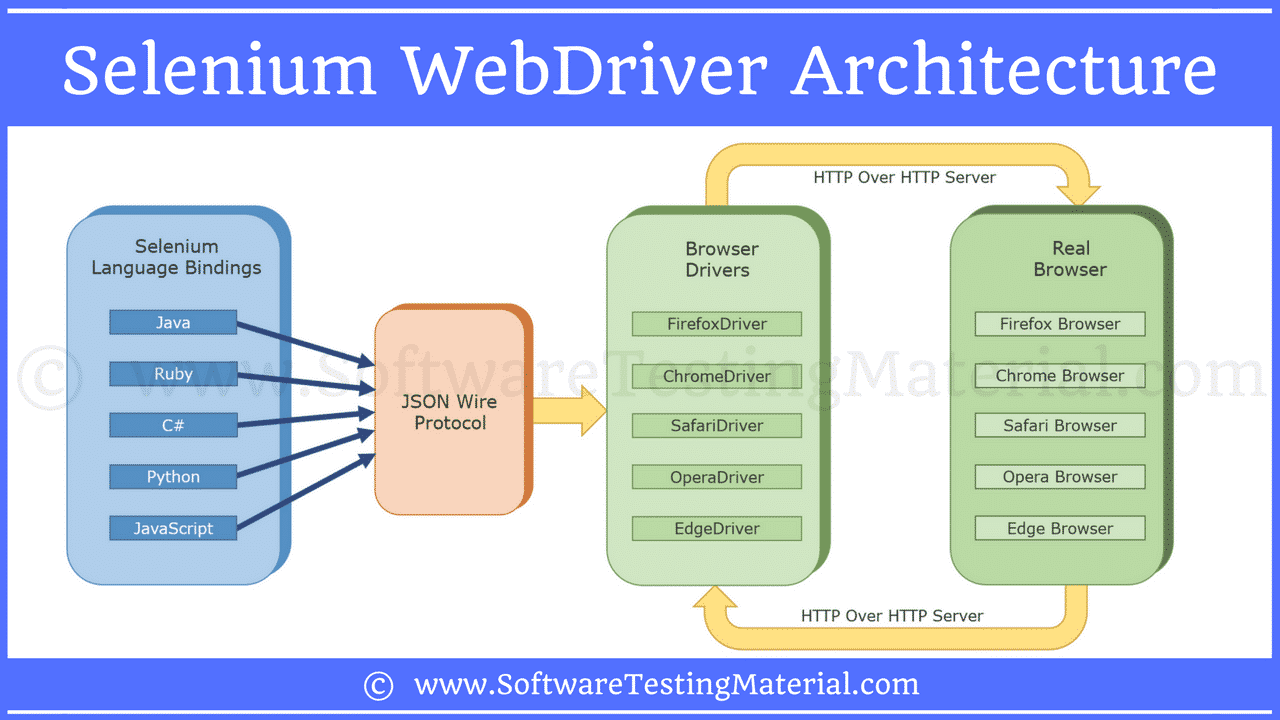 Selenium WebDriver Architecture
HTTP Over HTTP Server
Selenium
Language Bindings
Java
Ruby
C#
Python
JavaScript
JSON Wire
Protocol
Browser
Drivers
FirefoxDriver
ChromeDriver
SafariDriver
OperaDriver
EdgeDriver
Real
Browser
Firefox Browser
Chrome Browser
Safari Browser
Opera Browser
Edge Browser
© www.SoftwareTestingMaterial.com
HTTP Over HTTP Server
© www.SoftwareTestingMaterial.com